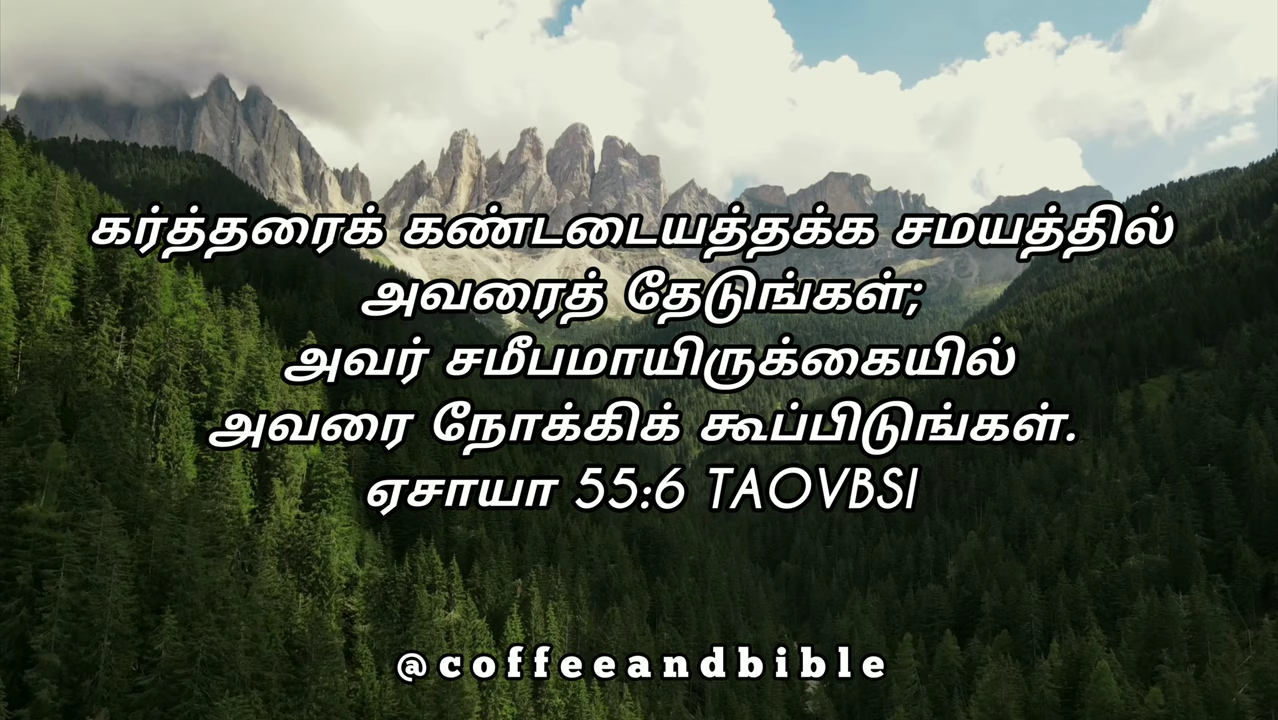 கர்த்தரைக் கண்டடையத்தக்க சமயத்தில்
அவரைத் தேடுங்கள்;
அவர் சமீபமாயிருக்கையில்
அவரை நோக்கிக் கூப்பிடுங்கள்.
ஏசாயா 55:6 TAOVBSI
@coffeeandbible